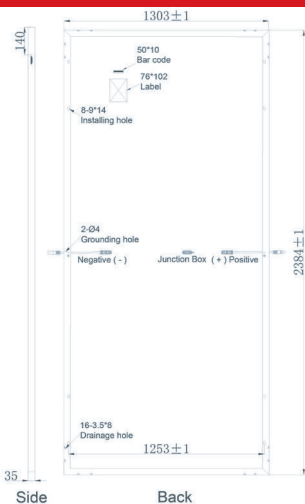 1303±1
140
50*10
Bar code
76*102
Label
8-9*14
Installing hole
2-Ø4
Grounding hole
Negative ( - )
Junction Box
( + ) Positive
2384±1
16-3.5*8
Drainage hole
1253±1
35
Side
Back